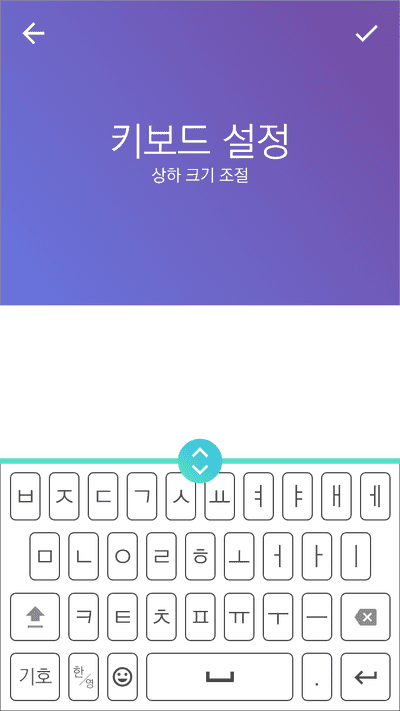 키보드 설정
상하 크기 조절
ㅂ ㅈ ㄷ ㄱ ㅅ ㅛ ㅕ ㅑ ㅐ ㅔ
ㅁ ㄴ ㅇ ㄹ ㅎ ㅗ ㅓ ㅏ ㅣ
ㅋ ㅌ ㅊ ㅍ ㅠ ㅜ ㅡ
기호 한/영 .